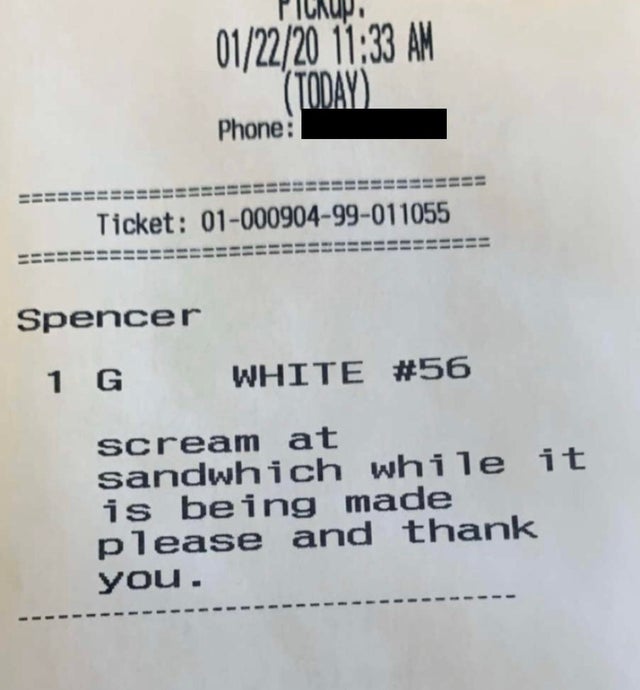 Pickup:
01/22/20 11:33 AM
(TODAY)
Phone:
==================================
Ticket: 01-000904-99-011055
==================================
Spencer
1 G WHITE #56
scream at
sandwhich while it
is being made
please and thank
you.
-----------------------------------